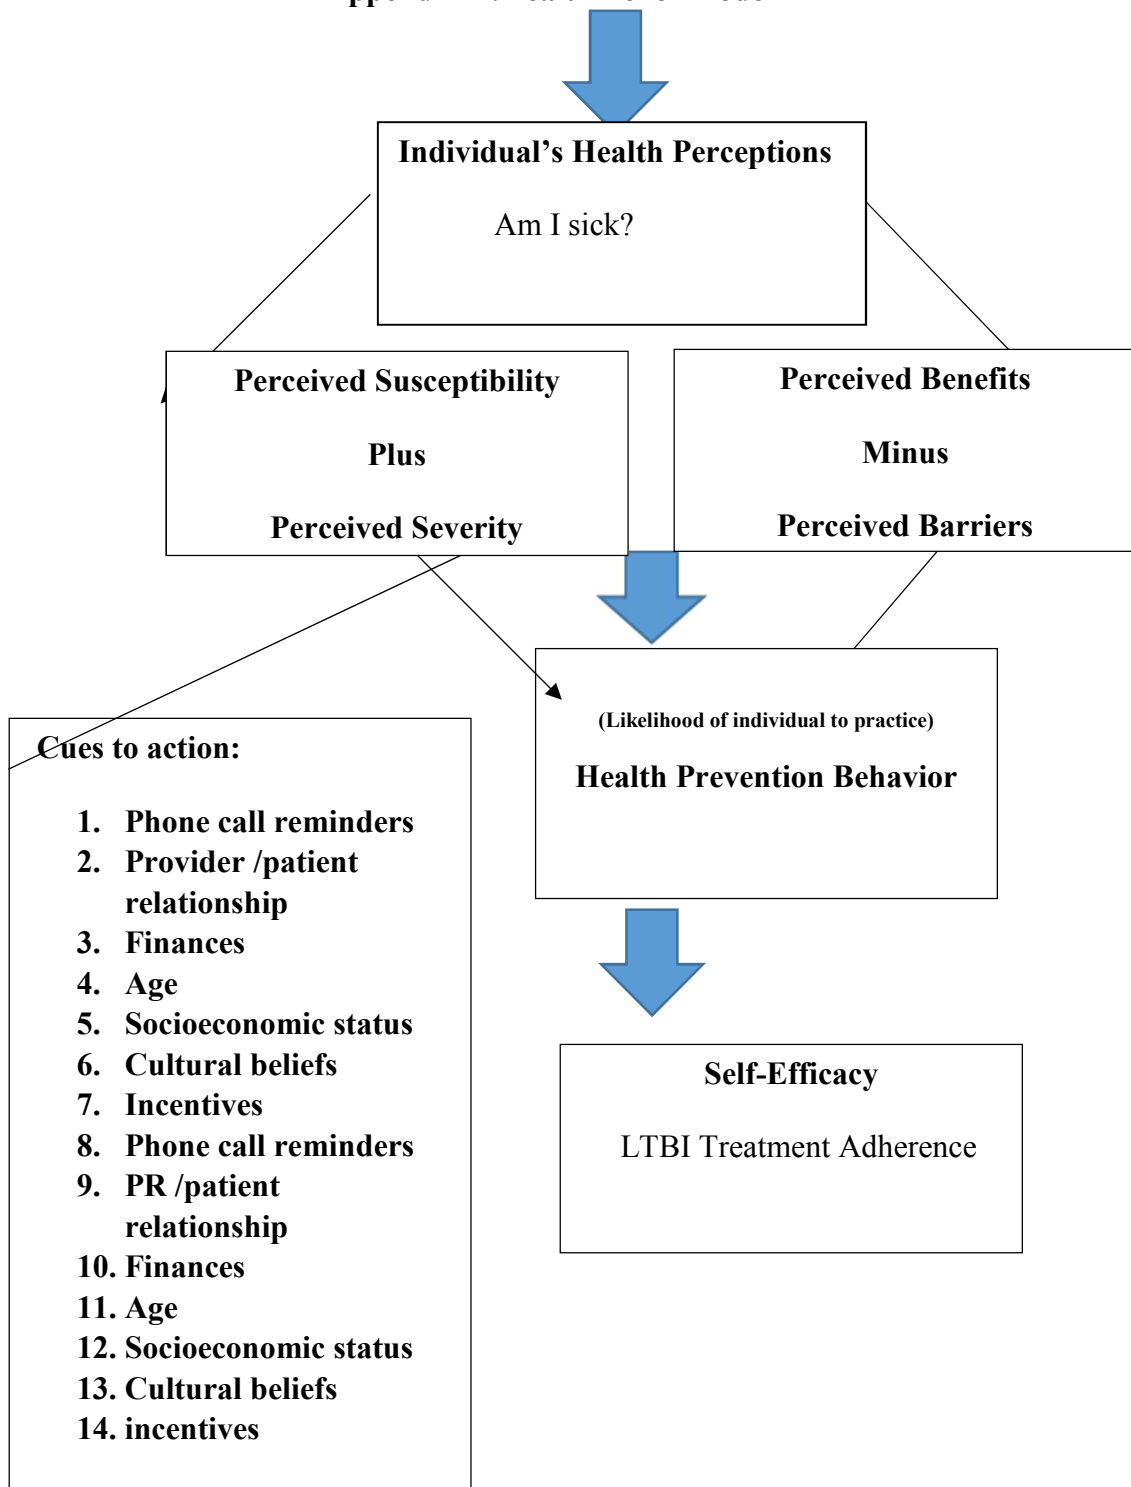 Individual’s Health Perceptions
Am I sick?
Perceived Susceptibility
Plus
Perceived Severity
Perceived Benefits
Minus
Perceived Barriers
(Likelihood of individual to practice)
Health Prevention Behavior
Cues to action:
1. Phone call reminders
2. Provider /patient
relationship
3. Finances
4. Age
5. Socioeconomic status
6. Cultural beliefs
7. Incentives
8. Phone call reminders
9. PR /patient
relationship
10. Finances
11. Age
12. Socioeconomic status
13. Cultural beliefs
14. incentives
Self-Efficacy
LTBI Treatment Adherence